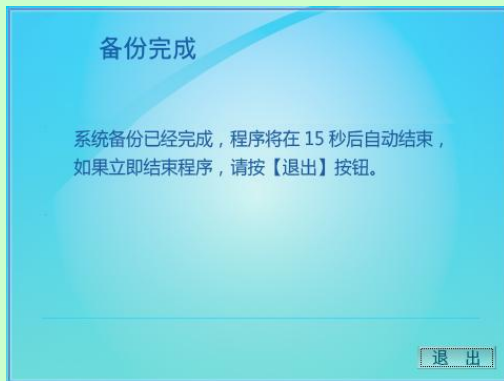 备份完成
系统备份已经完成，程序将在 15 秒后自动结束，
如果立即结束程序，请按【退出】按钮。
退 出